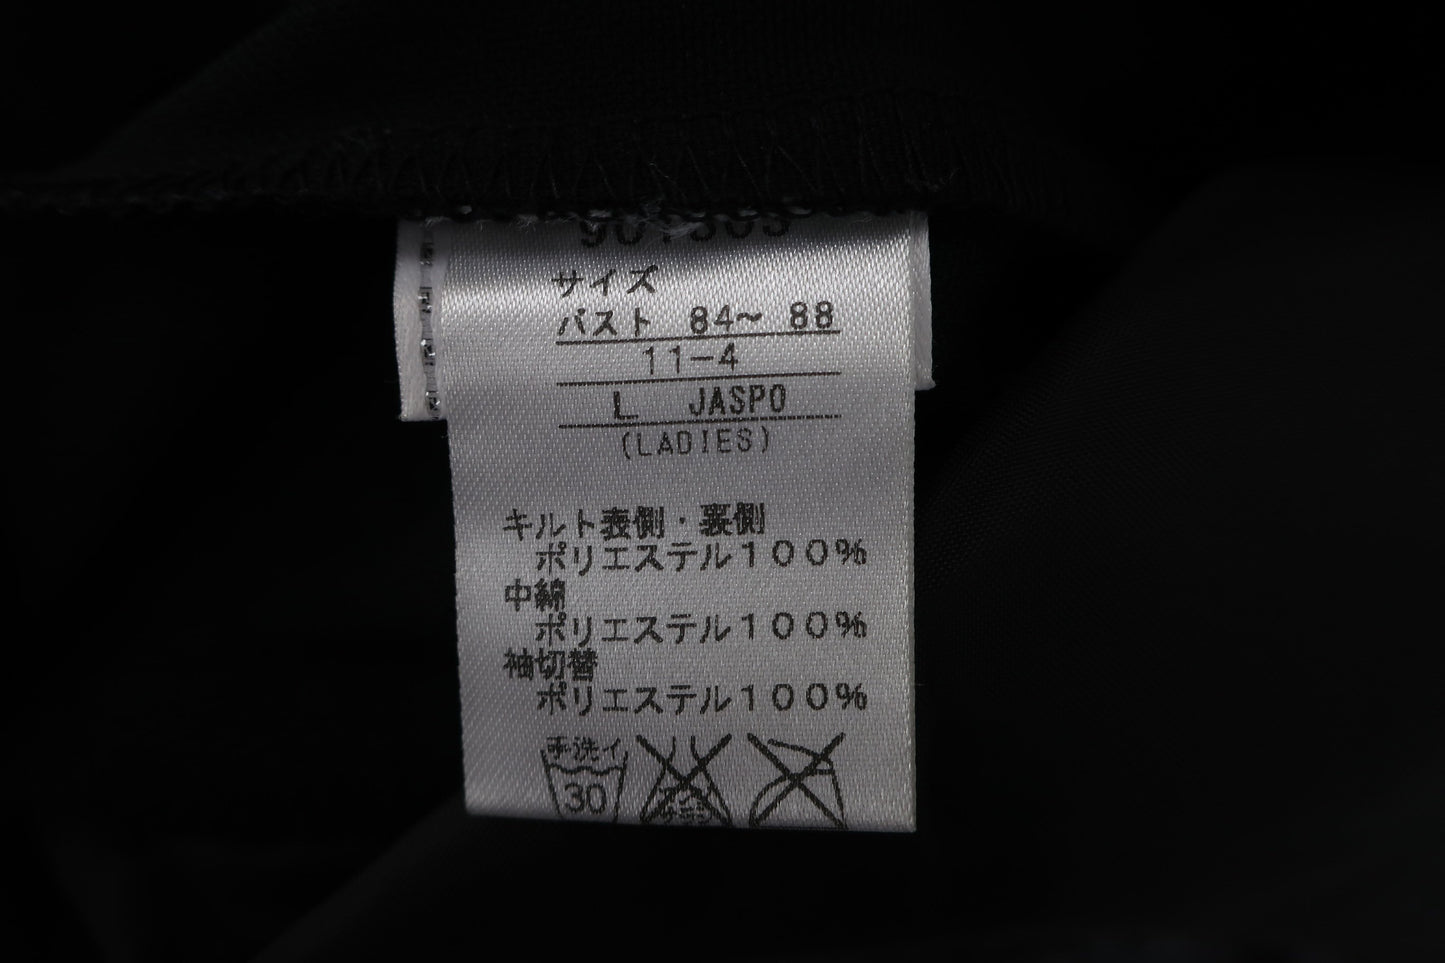 サイズ
バスト 84～ 88
11-4
L JASPO
(LADIES)
キルト表側・裏側
ポリエステル１００％
中綿
ポリエステル１００％
袖切替
ポリエステル１００％
手洗イ
30